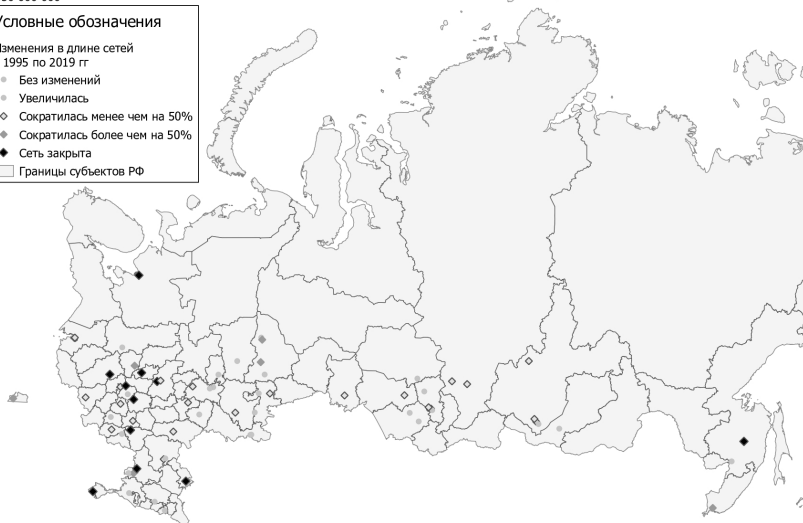 Условные обозначения
Изменения в длине сетей
1995 по 2019 гг
Без изменений
Увеличилась
Сократилась менее чем на 50%
Сократилась более чем на 50%
Сеть закрыта
Границы субъектов РФ